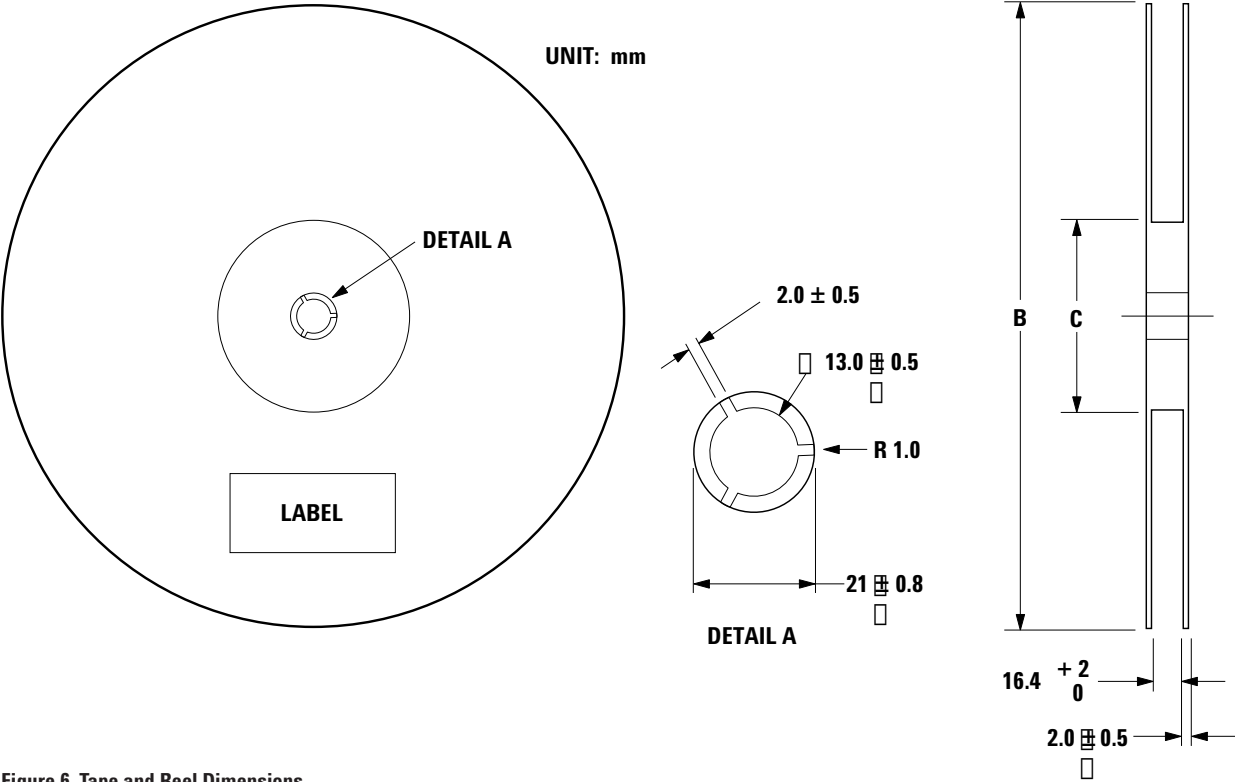 UNIT: mm
DETAIL A
LABEL
2.0 ± 0.5
13.0 ± 0.5
R 1.0
21 ± 0.8
DETAIL A
B
C
16.4 + 2
0
2.0 ± 0.5
Figure 6. Tape and Reel Dimensions